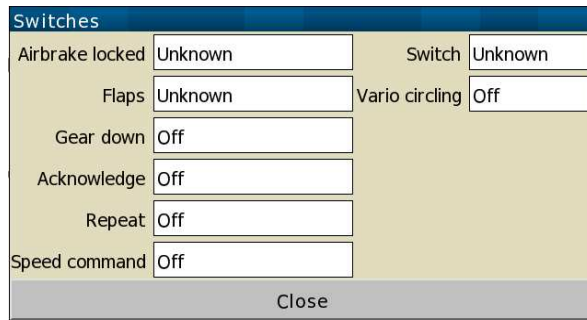 Switches
Airbrake locked Unknown Switch Unknown
Flaps Unknown Vario circling Off
Gear down Off
Acknowledge Off
Repeat Off
Speed command Off
Close